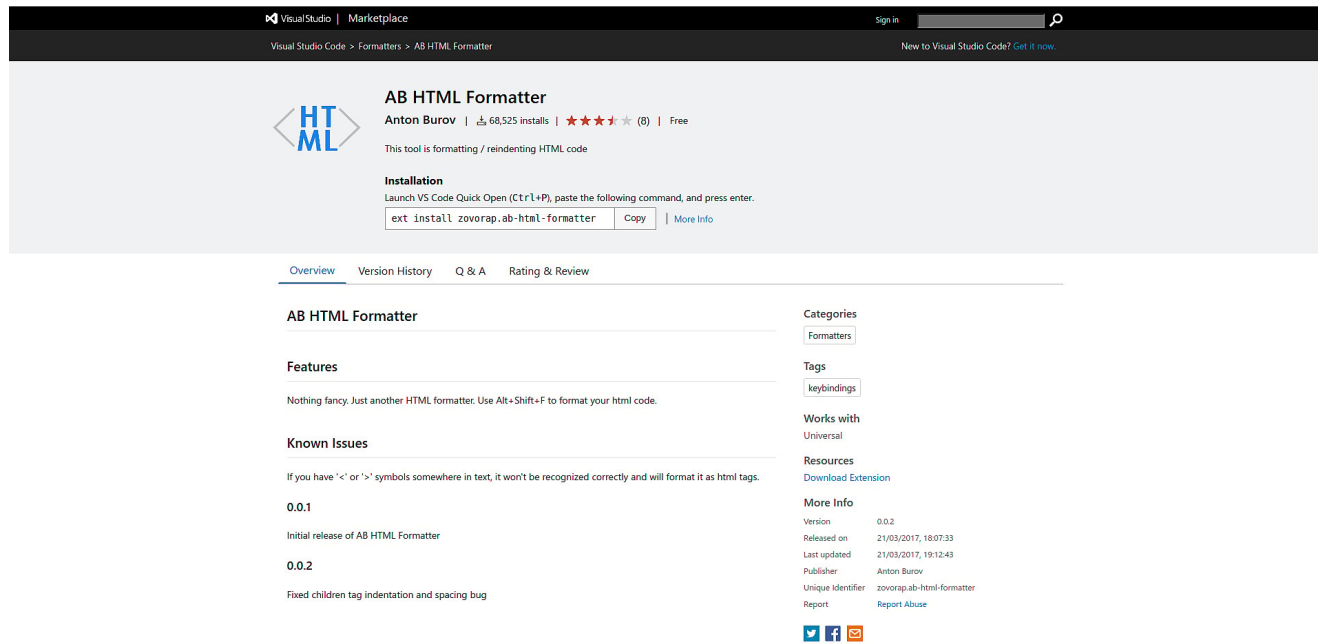 Visual Studio | Marketplace
Sign in
Visual Studio Code > Formatters > AB HTML Formatter
New to Visual Studio Code? Get it now.
HT
ML
AB HTML Formatter
Anton Burov | 68,525 installs | (8) | Free
This tool is formatting / reindenting HTML code
Installation
Launch VS Code Quick Open (Ctrl+P), paste the following command, and press enter.
ext install zovorap.ab-html-formatter Copy | More Info
Overview Version History Q & A Rating & Review
AB HTML Formatter
Features
Nothing fancy. Just another HTML formatter. Use Alt+Shift+F to format your html code.
Known Issues
If you have '<' or '>' symbols somewhere in text, it won't be recognized correctly and will format it as html tags.
0.0.1
Initial release of AB HTML Formatter
0.0.2
Fixed children tag indentation and spacing bug
Categories
Formatters
Tags
keybindings
Works with
Universal
Resources
Download Extension
More Info
Version 0.0.2
Released on 21/03/2017, 18:07:33
Last updated 21/03/2017, 19:12:43
Publisher Anton Burov
Unique Identifier zovorap.ab-html-formatter
Report Report Abuse